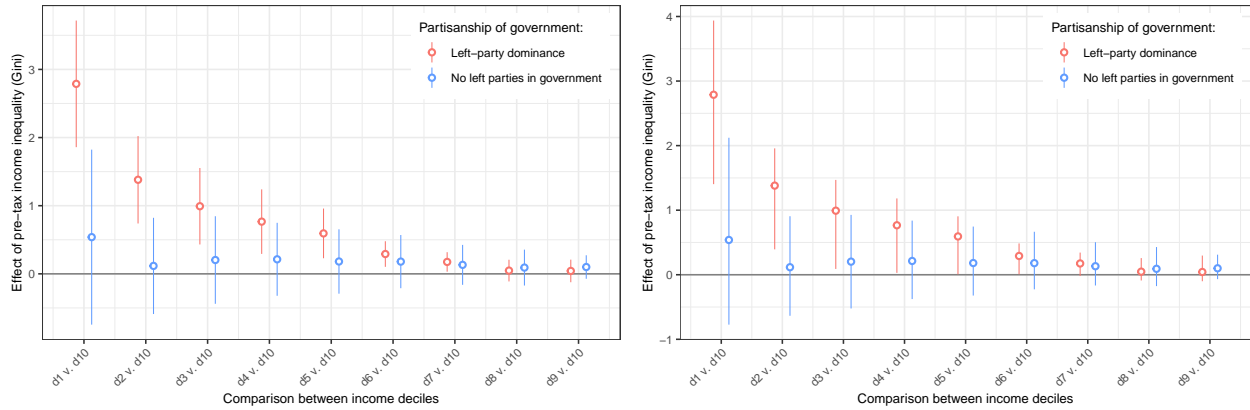 Effect of pre−tax income inequality (Gini)
3
2
1
0
Partisanship of government:
Left−party dominance
No left parties in government
d1 v. d10
d2 v. d10
d3 v. d10
d4 v. d10
d5 v. d10
d6 v. d10
d7 v. d10
d8 v. d10
d9 v. d10
Comparison between income deciles
Effect of pre−tax income inequality (Gini)
4
3
2
1
0
−1
Partisanship of government:
Left−party dominance
No left parties in government
d1 v. d10
d2 v. d10
d3 v. d10
d4 v. d10
d5 v. d10
d6 v. d10
d7 v. d10
d8 v. d10
d9 v. d10
Comparison between income deciles